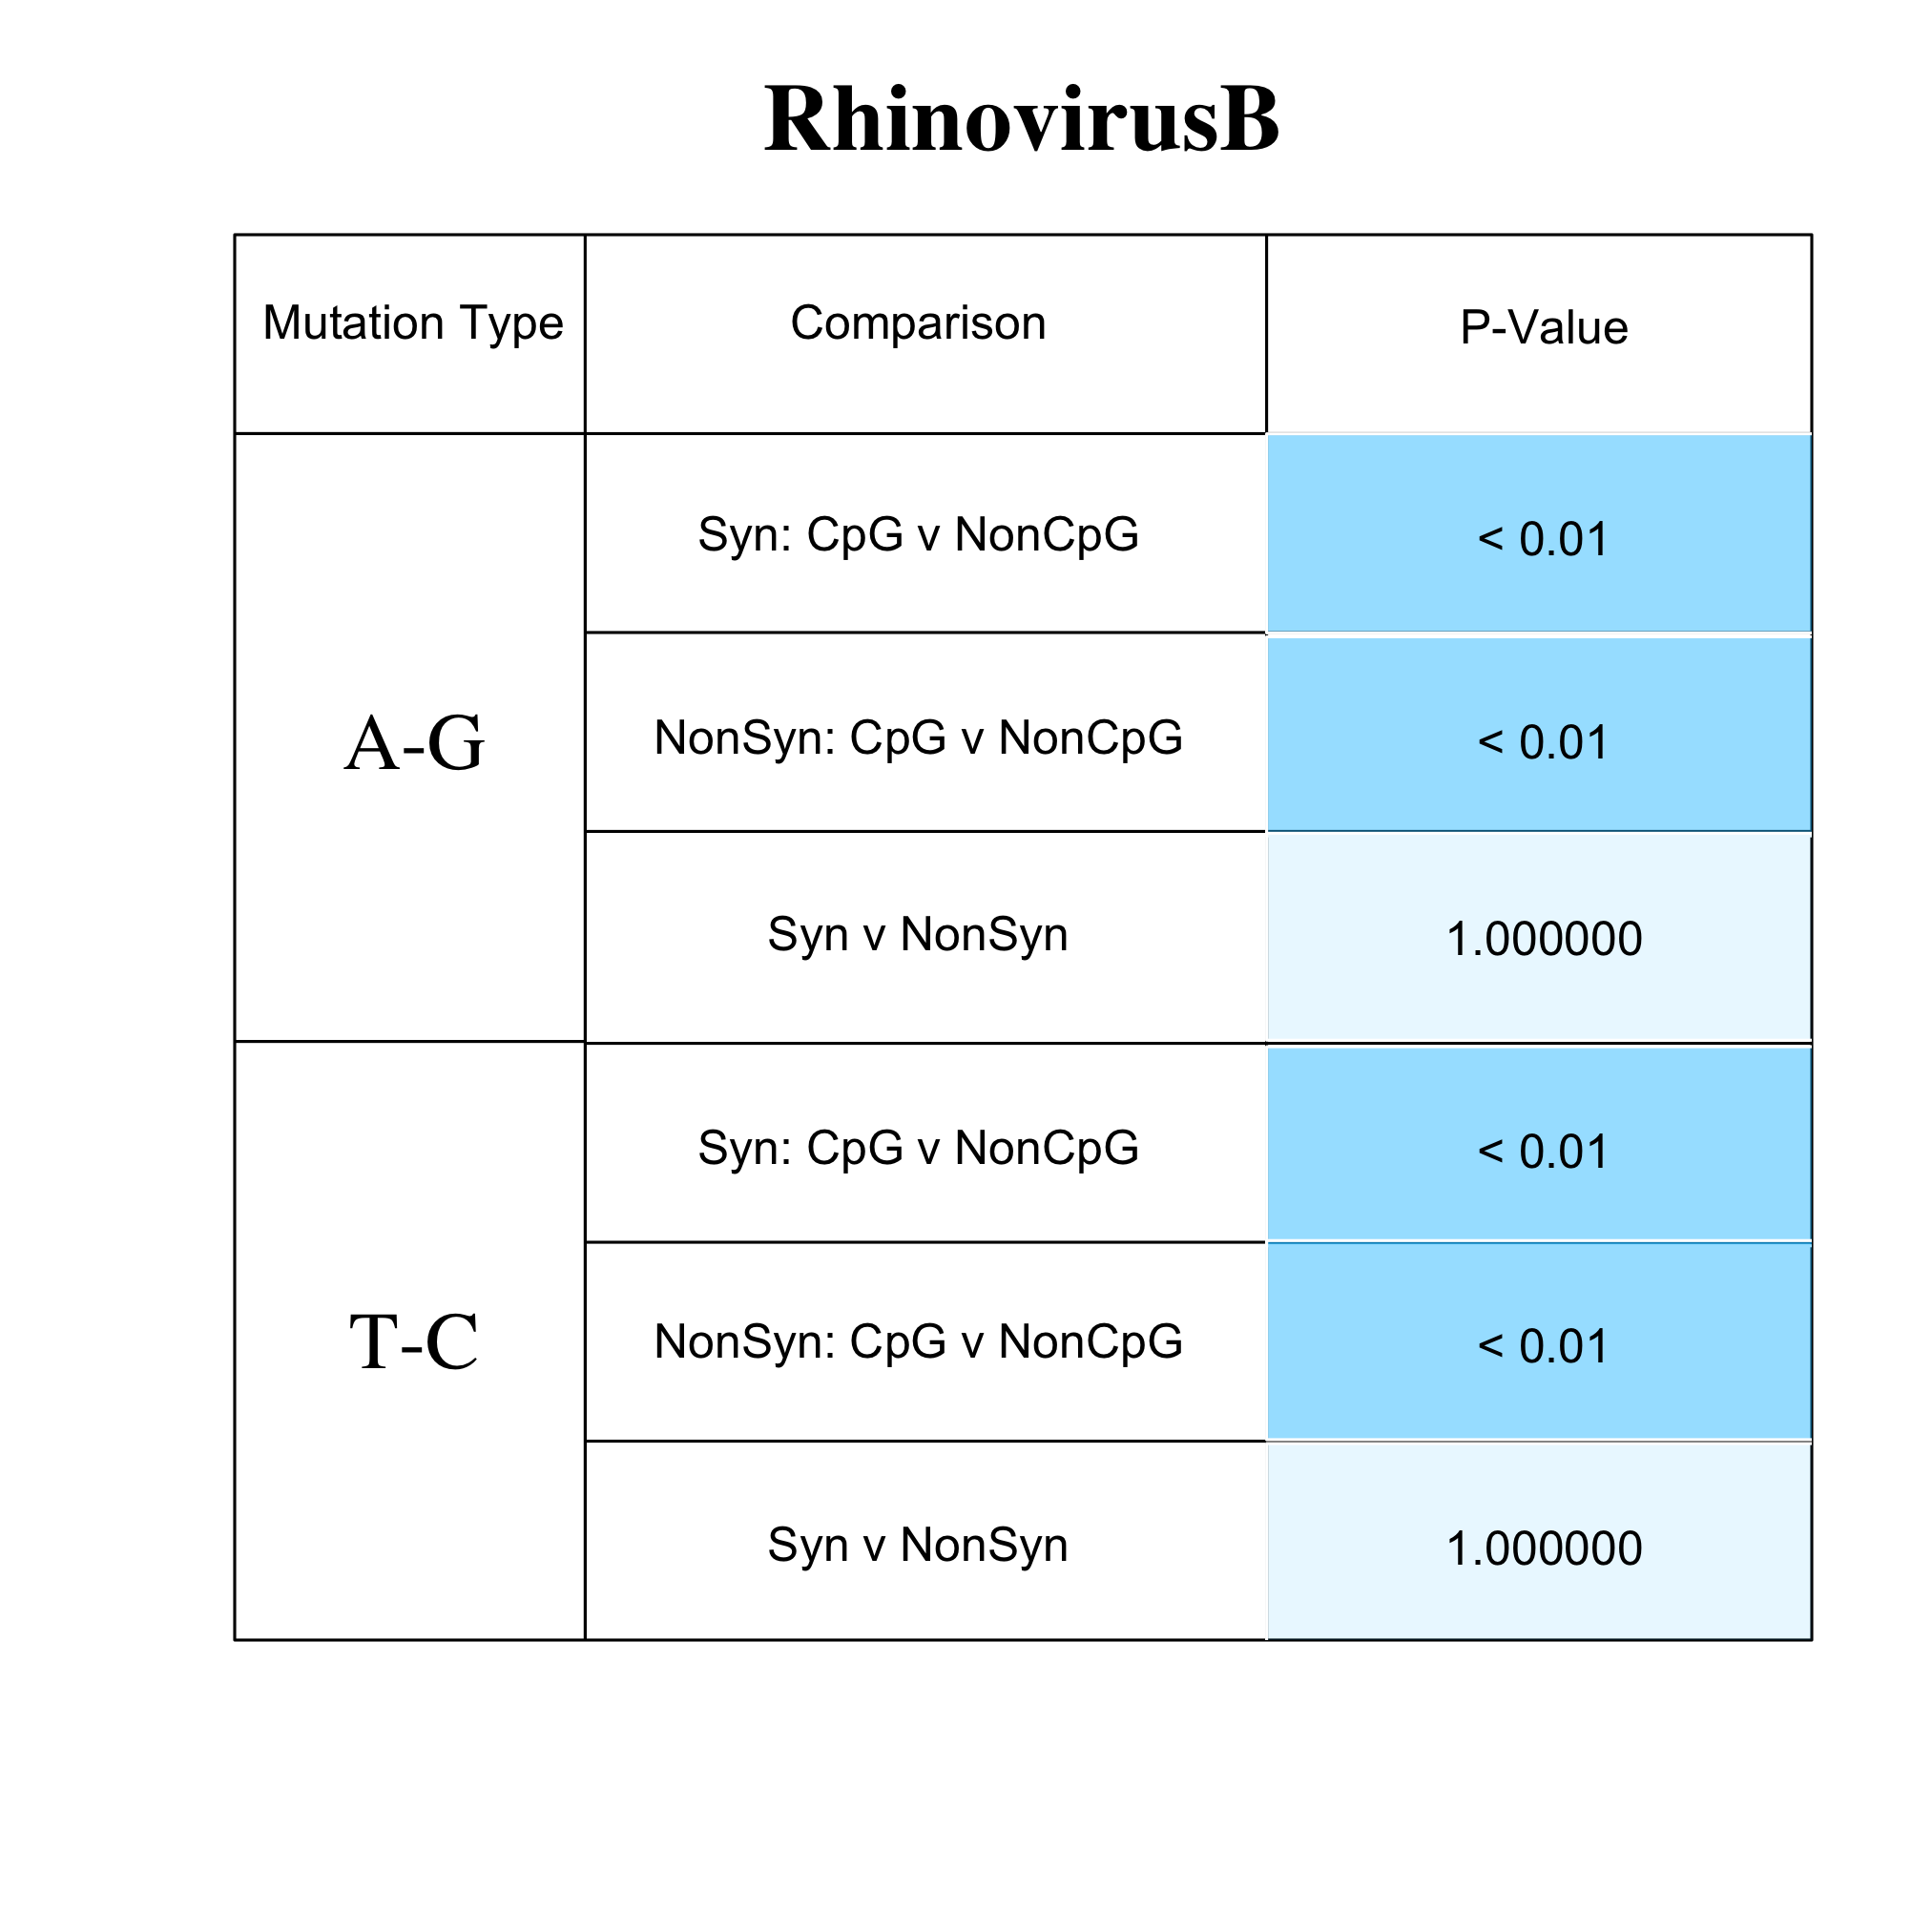 RhinovirusB
Mutation Type Comparison P-Value
Syn: CpG v NonCpG < 0.01
A-G NonSyn: CpG v NonCpG < 0.01
Syn v NonSyn 1.000000
Syn: CpG v NonCpG < 0.01
T-C NonSyn: CpG v NonCpG < 0.01
Syn v NonSyn 1.000000